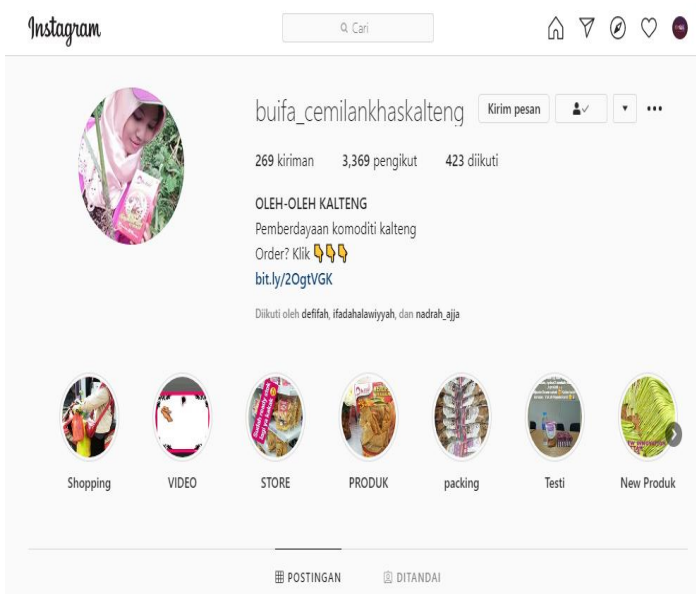 Instagram
Cari
buifa_cemilankhaskalteng Kirim pesan
269 kiriman 3,369 pengikut 423 diikuti
OLEH-OLEH KALTENG
Pemberdayaan komoditi kalteng
Order? Klik 👇👇👇
bit.ly/2OgtVGK
Diikuti oleh defifah, ifadahalawiyyah, dan nadrah_ajja
Shopping VIDEO STORE PRODUK packing Testi New Produk
POSTINGAN DITANDAI